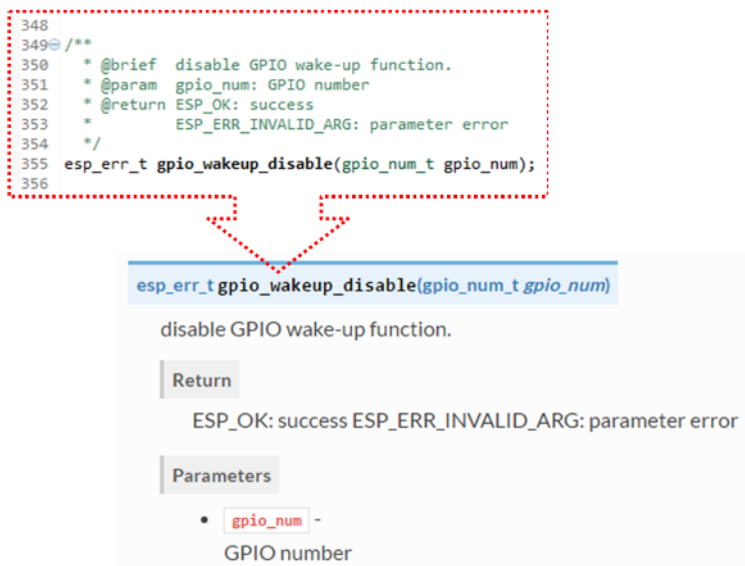 348
349 /**
350 * @brief disable GPIO wake-up function.
351 * @param gpio_num: GPIO number
352 * @return ESP_OK: success
353 * ESP_ERR_INVALID_ARG: parameter error
354 */
355 esp_err_t gpio_wakeup_disable(gpio_num_t gpio_num);
356
esp_err_t gpio_wakeup_disable(gpio_num_t gpio_num)
disable GPIO wake-up function.
Return
ESP_OK: success ESP_ERR_INVALID_ARG: parameter error
Parameters
• gpio_num -
GPIO number